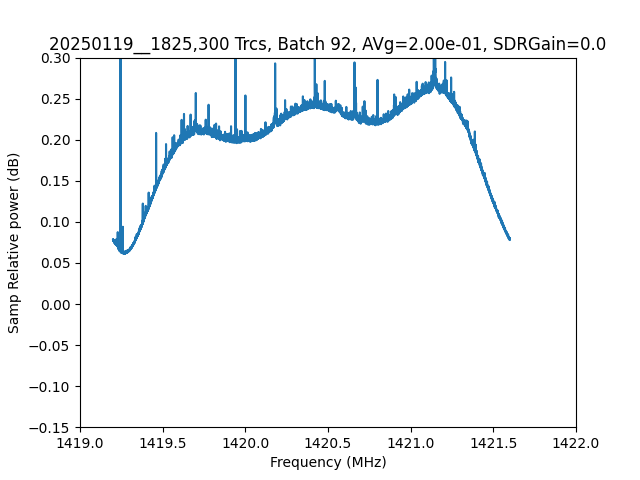 20250119__1825,300 Trcs, Batch 92, AVg=2.00e-01, SDRGain=0.0
Samp Relative power (dB)
0.30
0.25
0.20
0.15
0.10
0.05
0.00
−0.05
−0.10
−0.15
1419.0 1419.5 1420.0 1420.5 1421.0 1421.5 1422.0
Frequency (MHz)